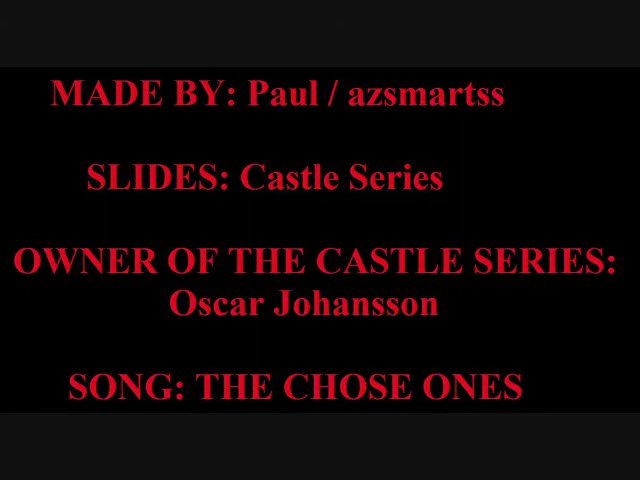 MADE BY: Paul / azsmartss
SLIDES: Castle Series
OWNER OF THE CASTLE SERIES:
Oscar Johansson
SONG: THE CHOSE ONES